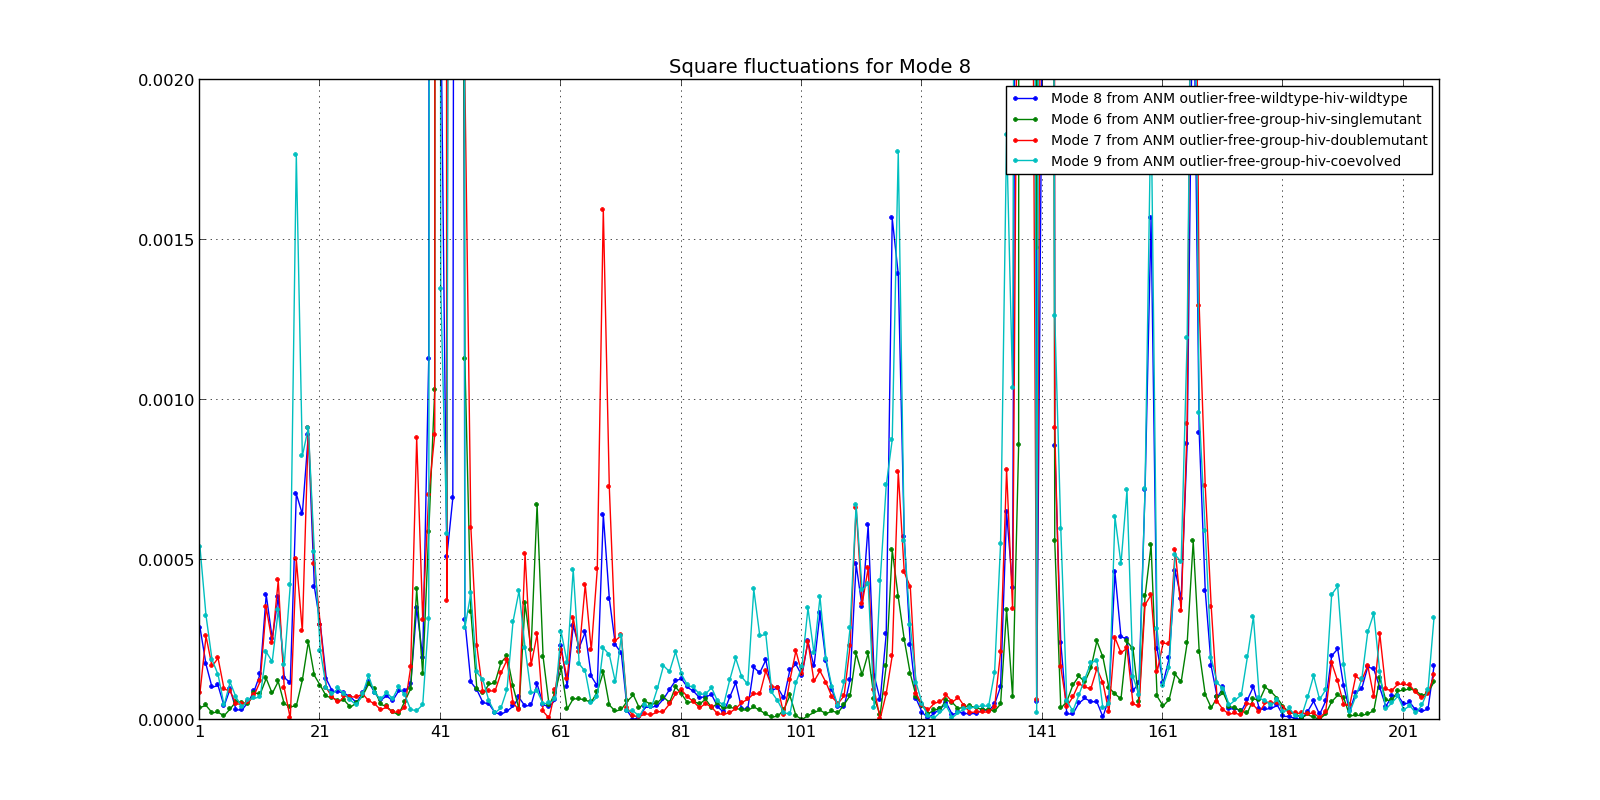 Square fluctuations for Mode 8
0.0020
0.0015
0.0010
0.0005
0.0000
Mode 8 from ANM outlier-free-wildtype-hiv-wildtype
Mode 6 from ANM outlier-free-group-hiv-singlemutant
Mode 7 from ANM outlier-free-group-hiv-doublemutant
Mode 9 from ANM outlier-free-group-hiv-coevolved
1 21 41 61 81 101 121 141 161 181 201